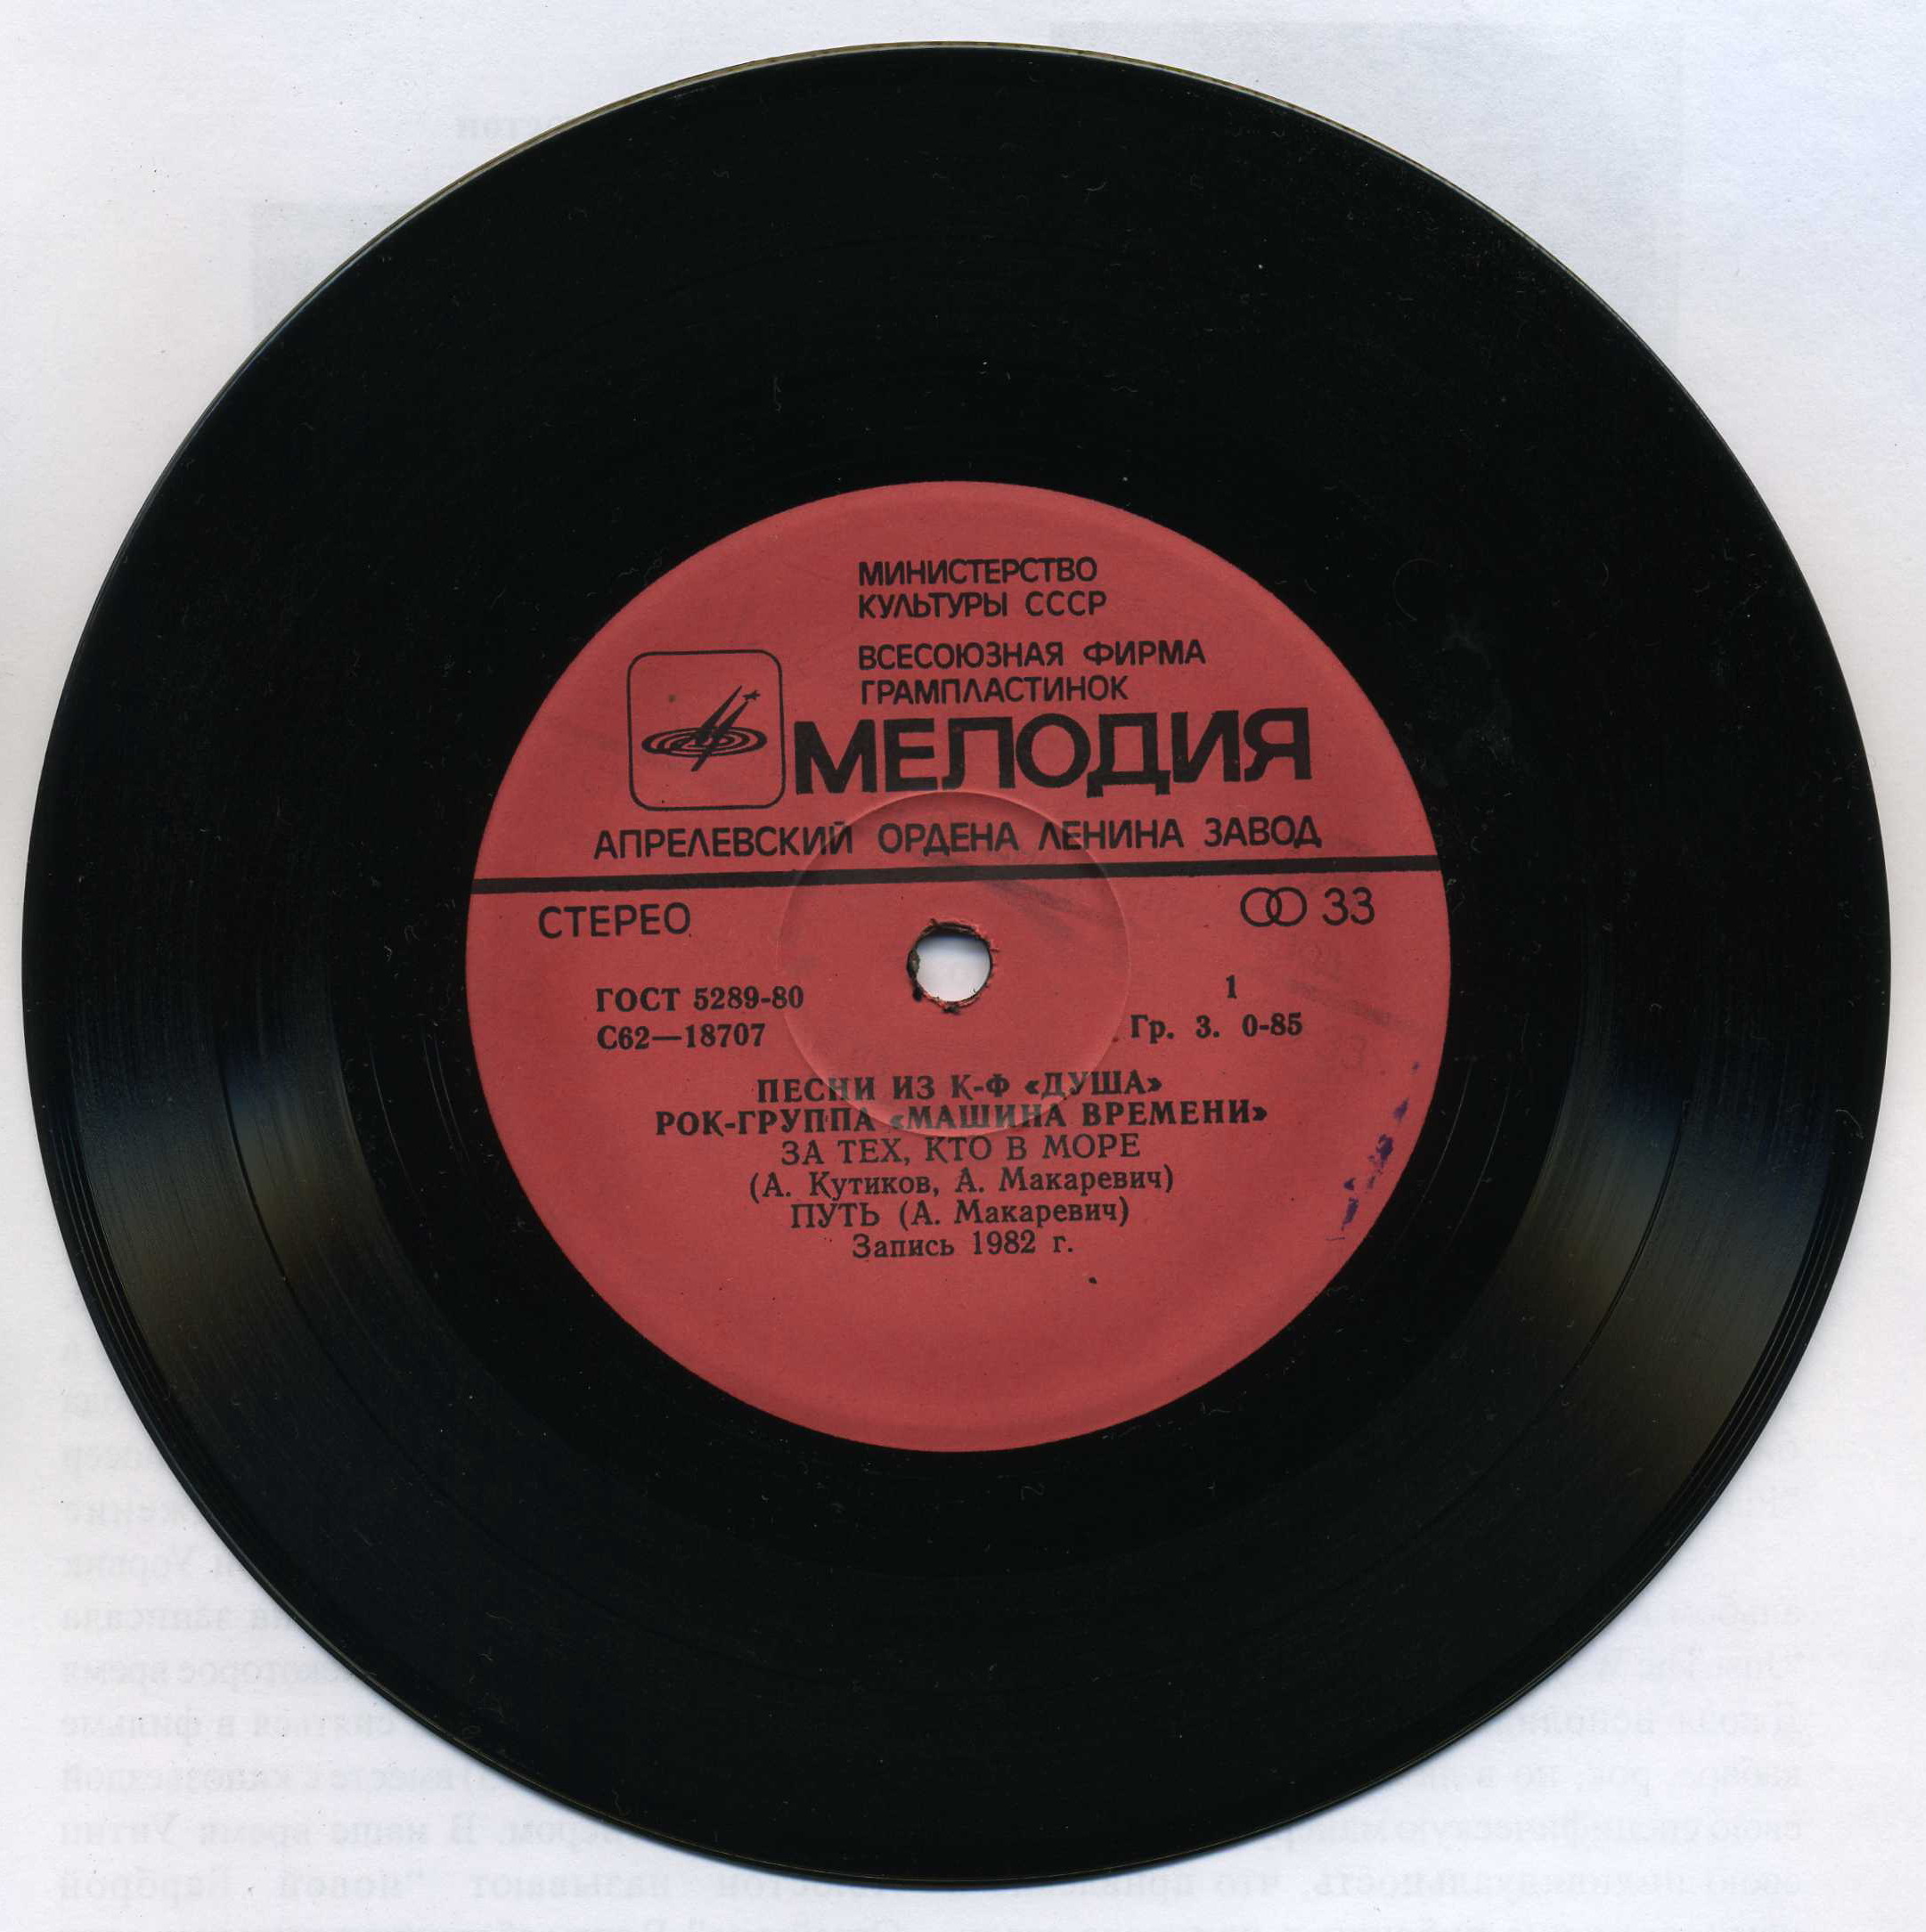 МИНИСТЕРСТВО
КУЛЬТУРЫ СССР
ВСЕСОЮЗНАЯ ФИРМА
ГРАМПЛАСТИНОК
МЕЛОДИЯ
АПРЕЛЕВСКИЙ ОРДЕНА ЛЕНИНА ЗАВОД
СТЕРЕО
33
ГОСТ 5289-80
1
С62—18707
Гр. 3. 0-85
ПЕСНИ ИЗ К-Ф «ДУША»
РОК-ГРУППА «МАШИНА ВРЕМЕНИ»
ЗА ТЕХ, КТО В МОРЕ
(А. Кутиков, А. Макаревич)
ПУТЬ (А. Макаревич)
Запись 1982 г.